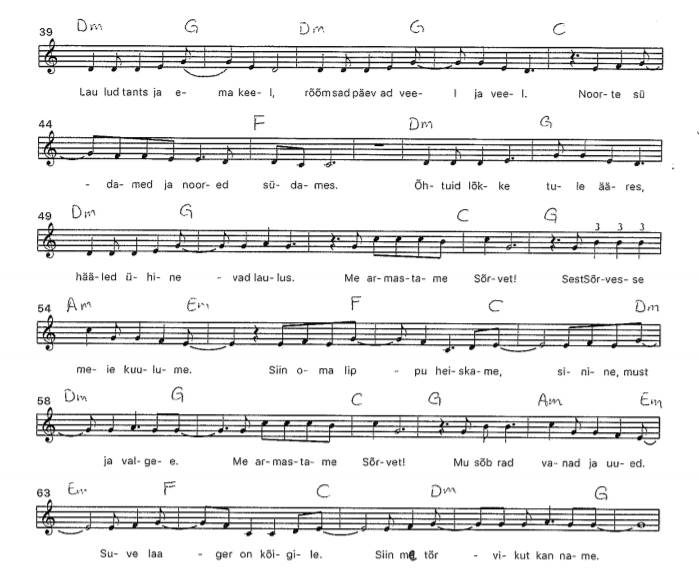 Dm G Dm G C
39
Lau lud tants ja e- ma kee- l, rõõm sad päev ad vee- l ja vee- l. Noor- te sü
F Dm G
44
- da- med ja noor- ed sü- da- mes. Õh- tuid lõk- ke tu- le ää- res,
Dm G C G
49 3 3 3
hää- led ü- hi- ne - vad lau- lus. Me ar- mas- ta- me Sõr- vet! Sest Sõr- ves- se
Am Em F C Dm
54
me- ie kuu- lu- me. Siin o- ma lip - pu hei- ska- me, si- ni- ne, must
Dm G C G Am Em
58
ja val- ge- e. Me ar- mas- ta- me Sõr- vet! Mu sõb rad va- nad ja uu- ed.
Em F C Dm G
63
Su- ve laa - ger on kõi- gi- le. Siin me tõr - vi- kut kan na- me.